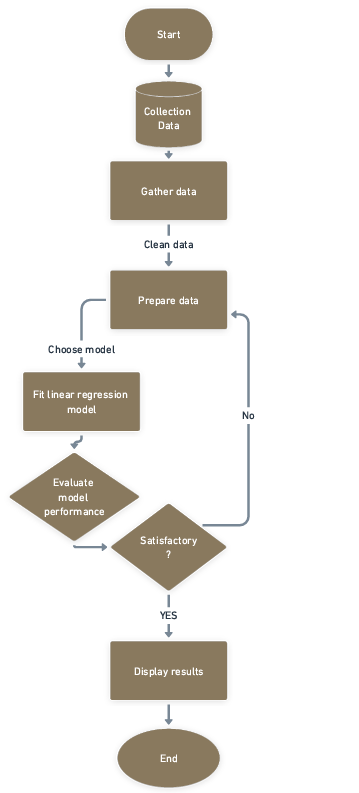 Start
Collection
Data
Gather data
Clean data
Prepare data
Choose model
Fit linear regression
model
No
Evaluate
model
performance
Satisfactory
?
YES
Display results
End